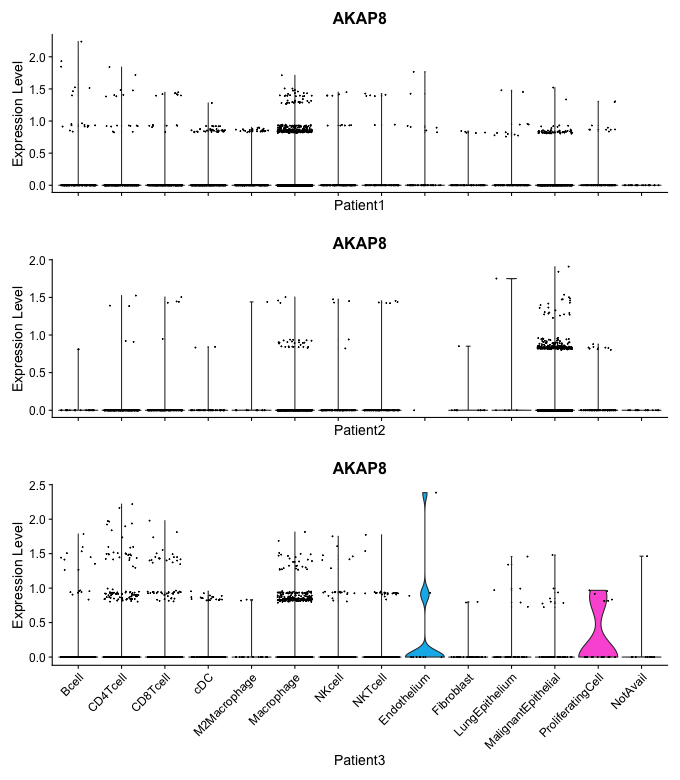 AKAP8
Expression Level
2.0
1.5
1.0
0.5
0.0
Patient1
AKAP8
Expression Level
2.0
1.5
1.0
0.5
0.0
Patient2
AKAP8
Expression Level
2.5
2.0
1.5
1.0
0.5
0.0
Bcell
CD4Tcell
CD8Tcell
cDC
M2Macrophage
Macrophage
NKcell
NKTcell
Endothelium
Fibroblast
LungEpithelium
MalignantEpithelial
ProliferatingCell
NotAvail
Patient3